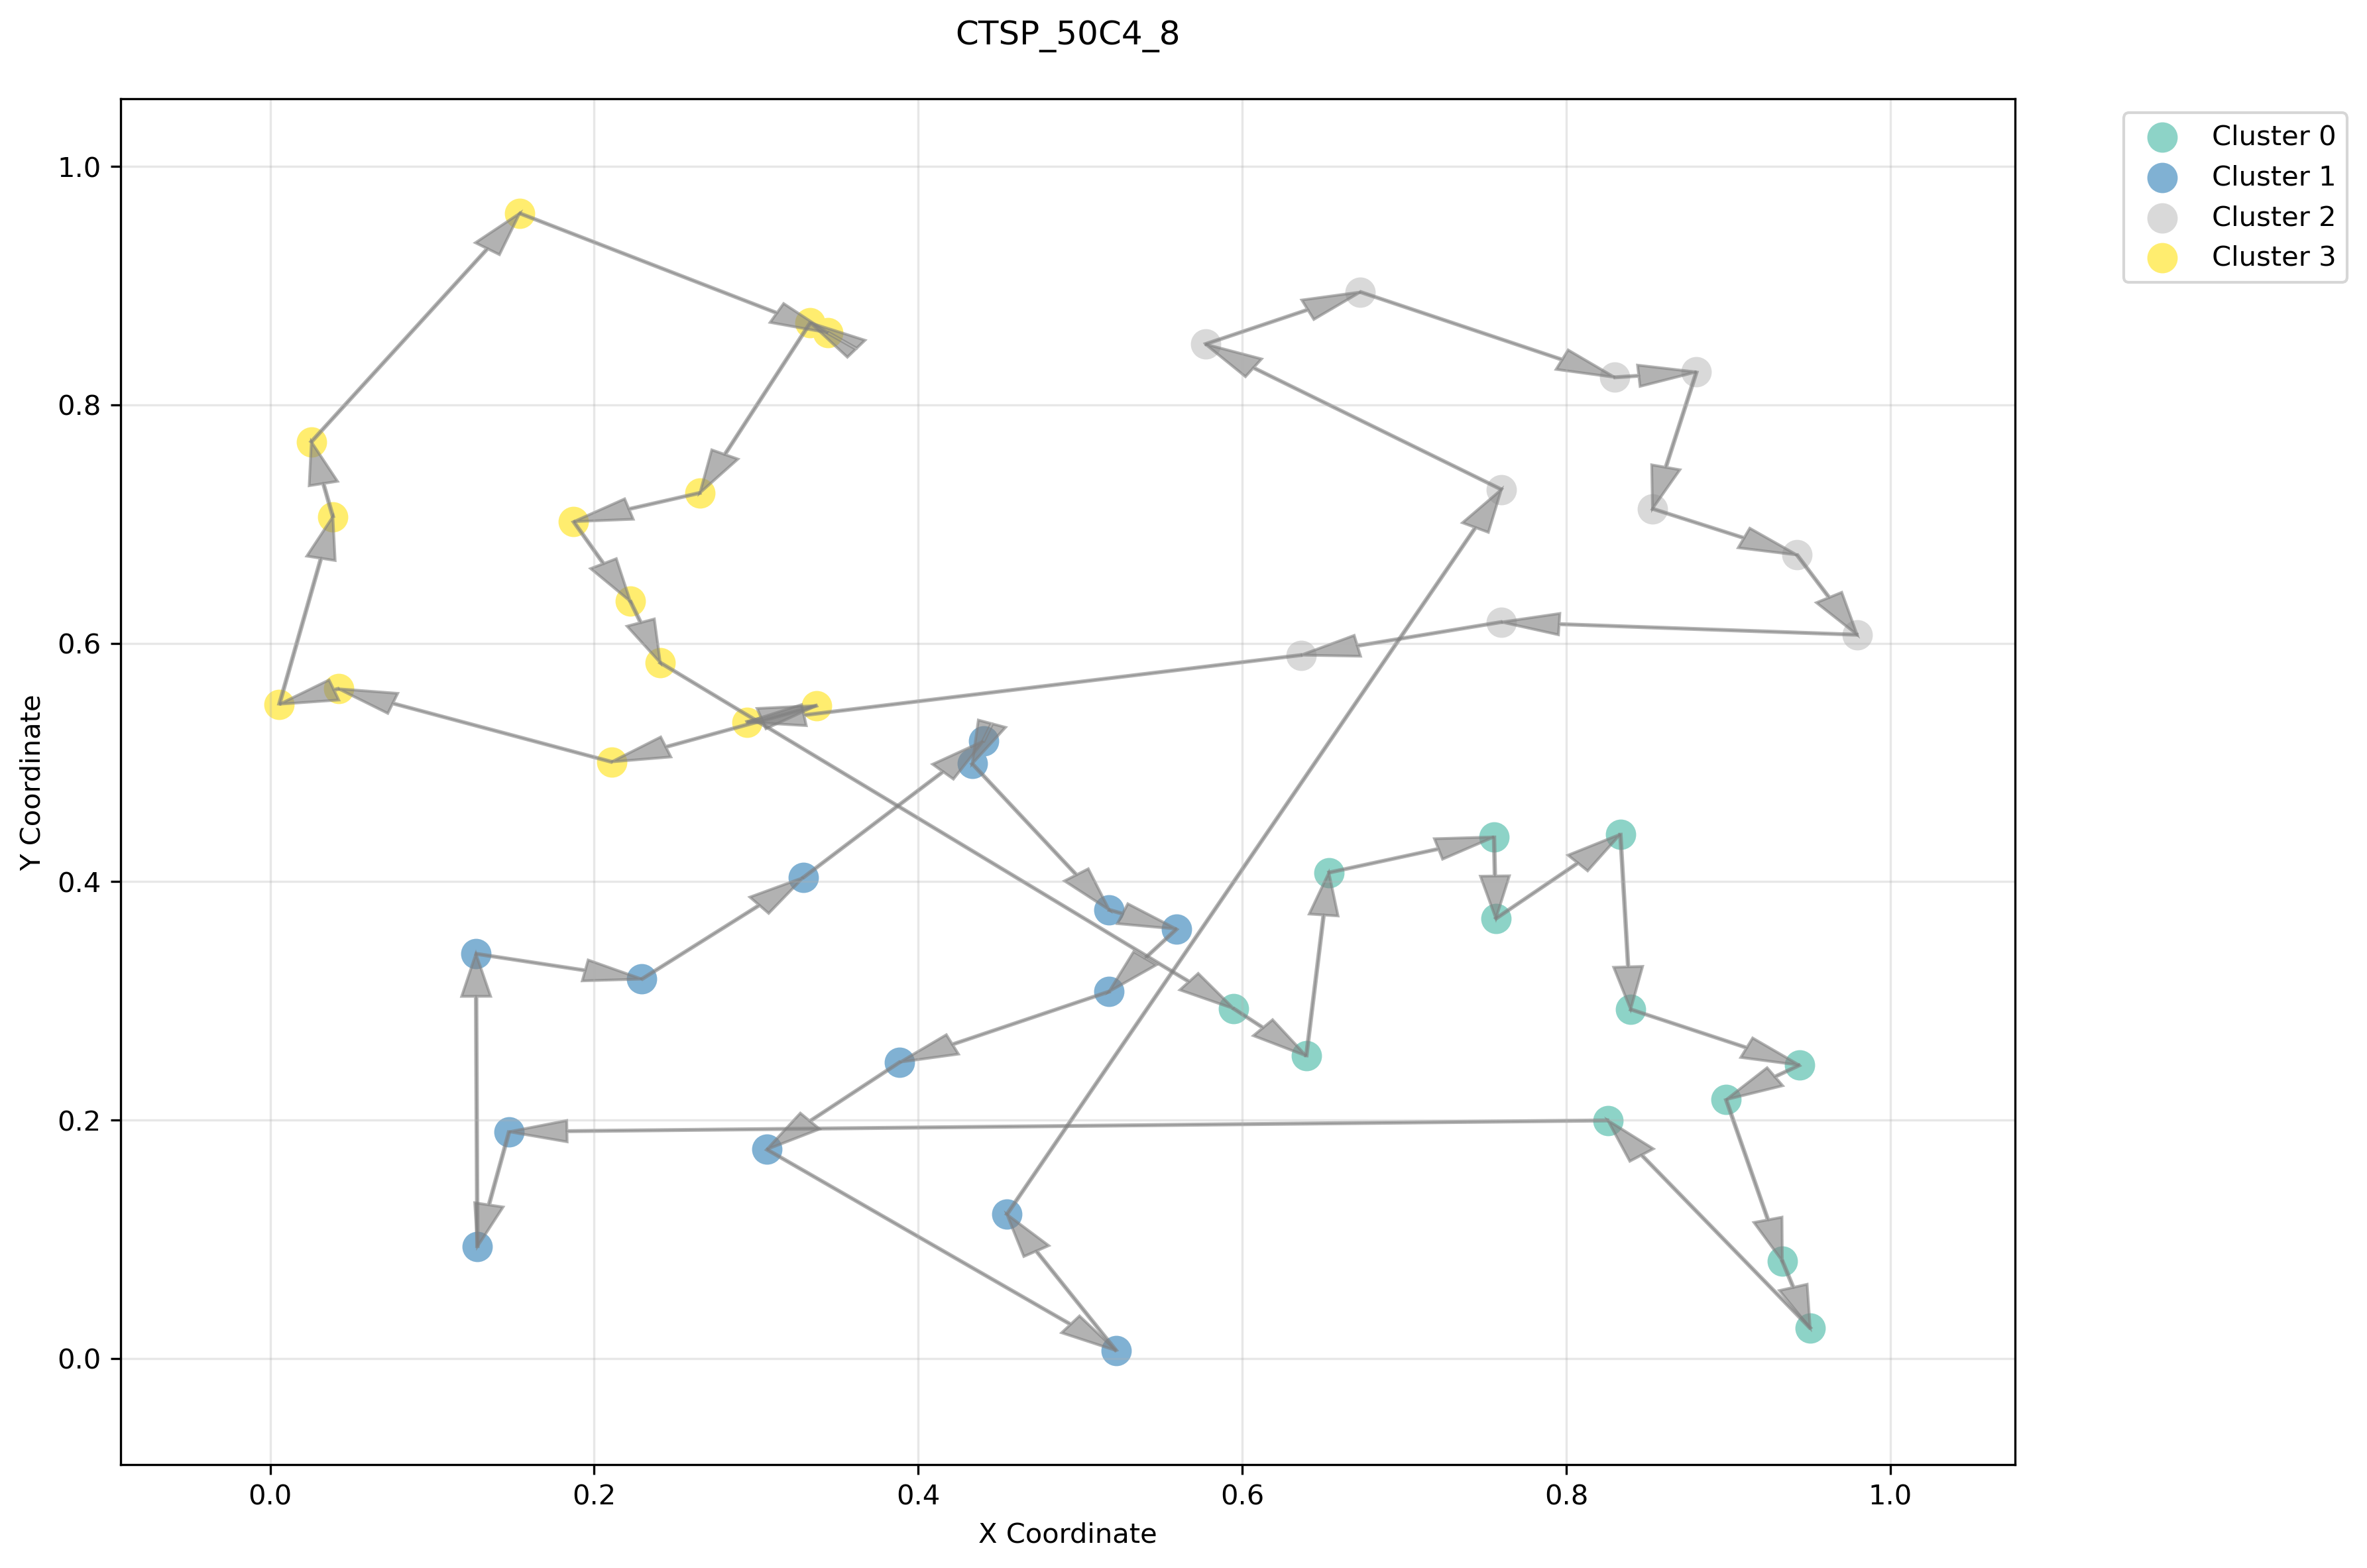 CTSP_50C4_8
Cluster 0
Cluster 1
Cluster 2
Cluster 3
1.0
0.8
0.6
0.4
0.2
0.0
Y Coordinate
0.0 0.2 0.4 0.6 0.8 1.0
X Coordinate